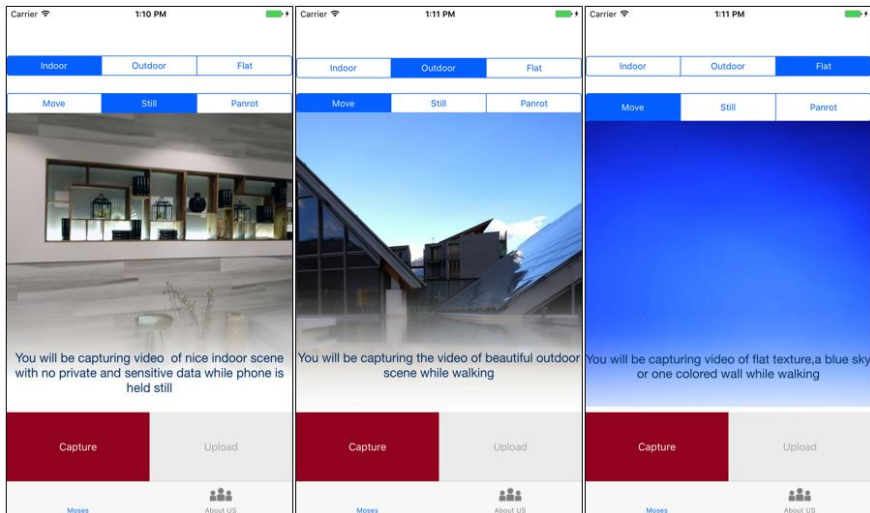 Carrier 1:10 PM
Indoor Outdoor Flat
Move Still Panrot
You will be capturing video of nice indoor scene
with no private and sensitive data while phone is
held still
Capture Upload
Moses About US
Carrier 1:11 PM
Indoor Outdoor Flat
Move Still Panrot
You will be capturing the video of beautiful outdoor
scene while walking
Capture Upload
Moses About US
Carrier 1:11 PM
Indoor Outdoor Flat
Move Still Panrot
You will be capturing video of flat texture,a blue sky
or one colored wall while walking
Capture Upload
Moses About US